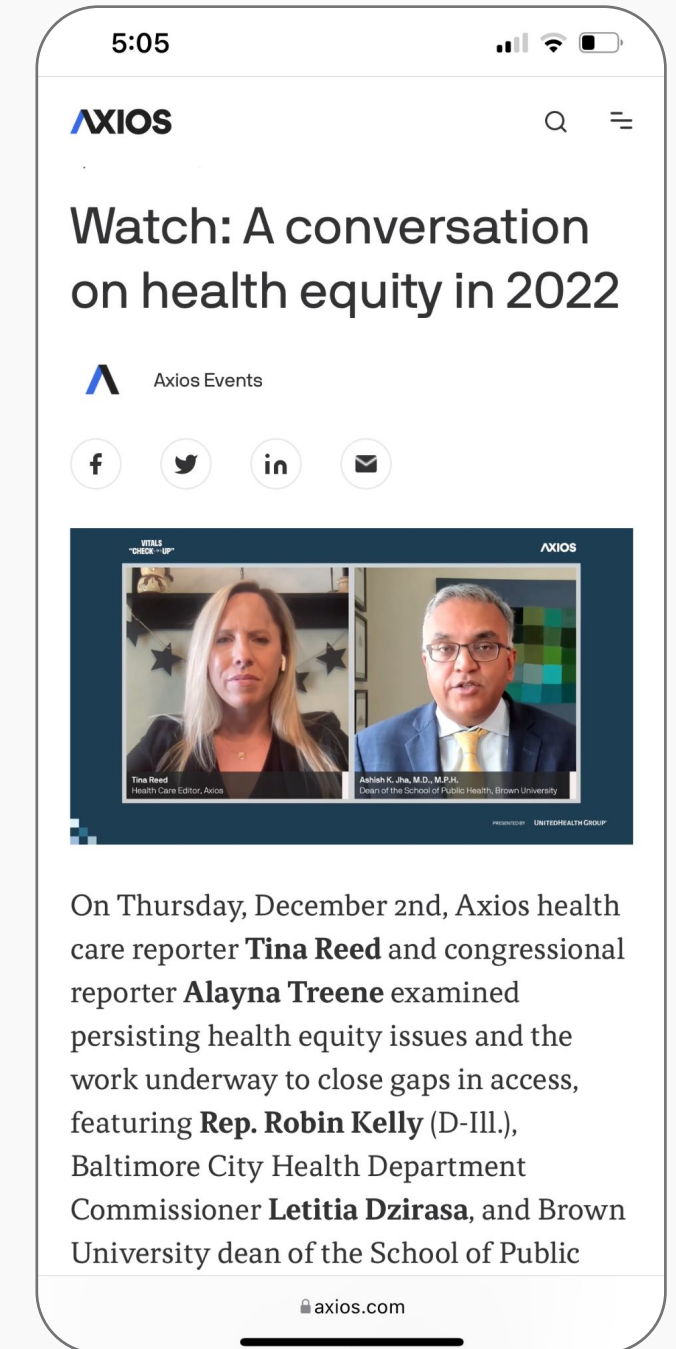 5:05
AXIOS
Watch: A conversation
on health equity in 2022
Axios Events
VITALS
"CHECK-UP"
AXIOS
Tina Reed
Health Care Editor, Axios
Ashish K. Jha, M.D., M.P.H.
Dean of the School of Public Health, Brown University
PRESENTED BY UNITEDHEALTH GROUP
On Thursday, December 2nd, Axios health
care reporter Tina Reed and congressional
reporter Alayna Treene examined
persisting health equity issues and the
work underway to close gaps in access,
featuring Rep. Robin Kelly (D-Ill.),
Baltimore City Health Department
Commissioner Letitia Dzirasa, and Brown
University dean of the School of Public
axios.com